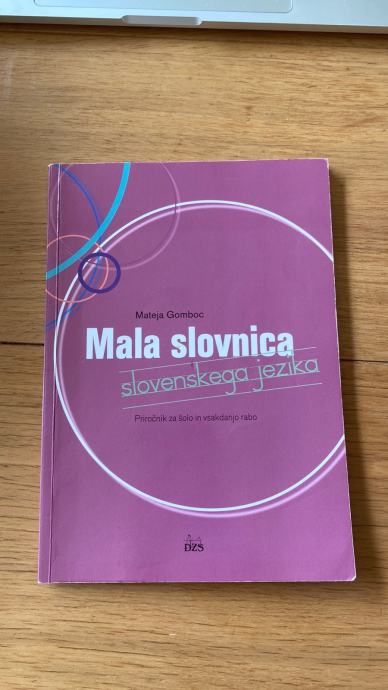 Mateja Gomboc
Mala slovnica
slovenskega jezika
Priročnik za šolo in vsakdanjo rabo
DZS